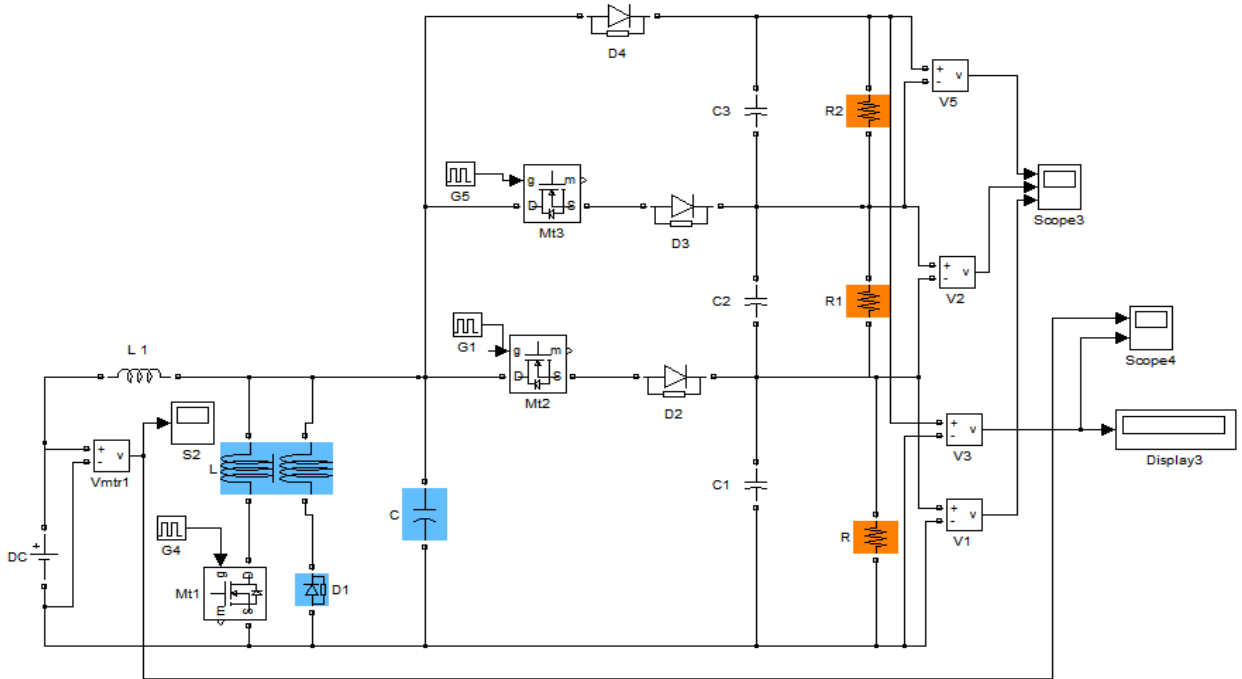 D4
+
v
-
V5
C3
R2
G5
g
m
D
S
Mt3
D3
Scope3
+
v
-
V2
C2
R1
G1
g
m
D
S
Mt2
D2
Scope4
L 1
S2
+
v
-
Vmtr1
L
C
C1
+
v
-
V3
Display3
+
v
-
V1
R
G4
DC
+
g
D
m
S
Mt1
D1